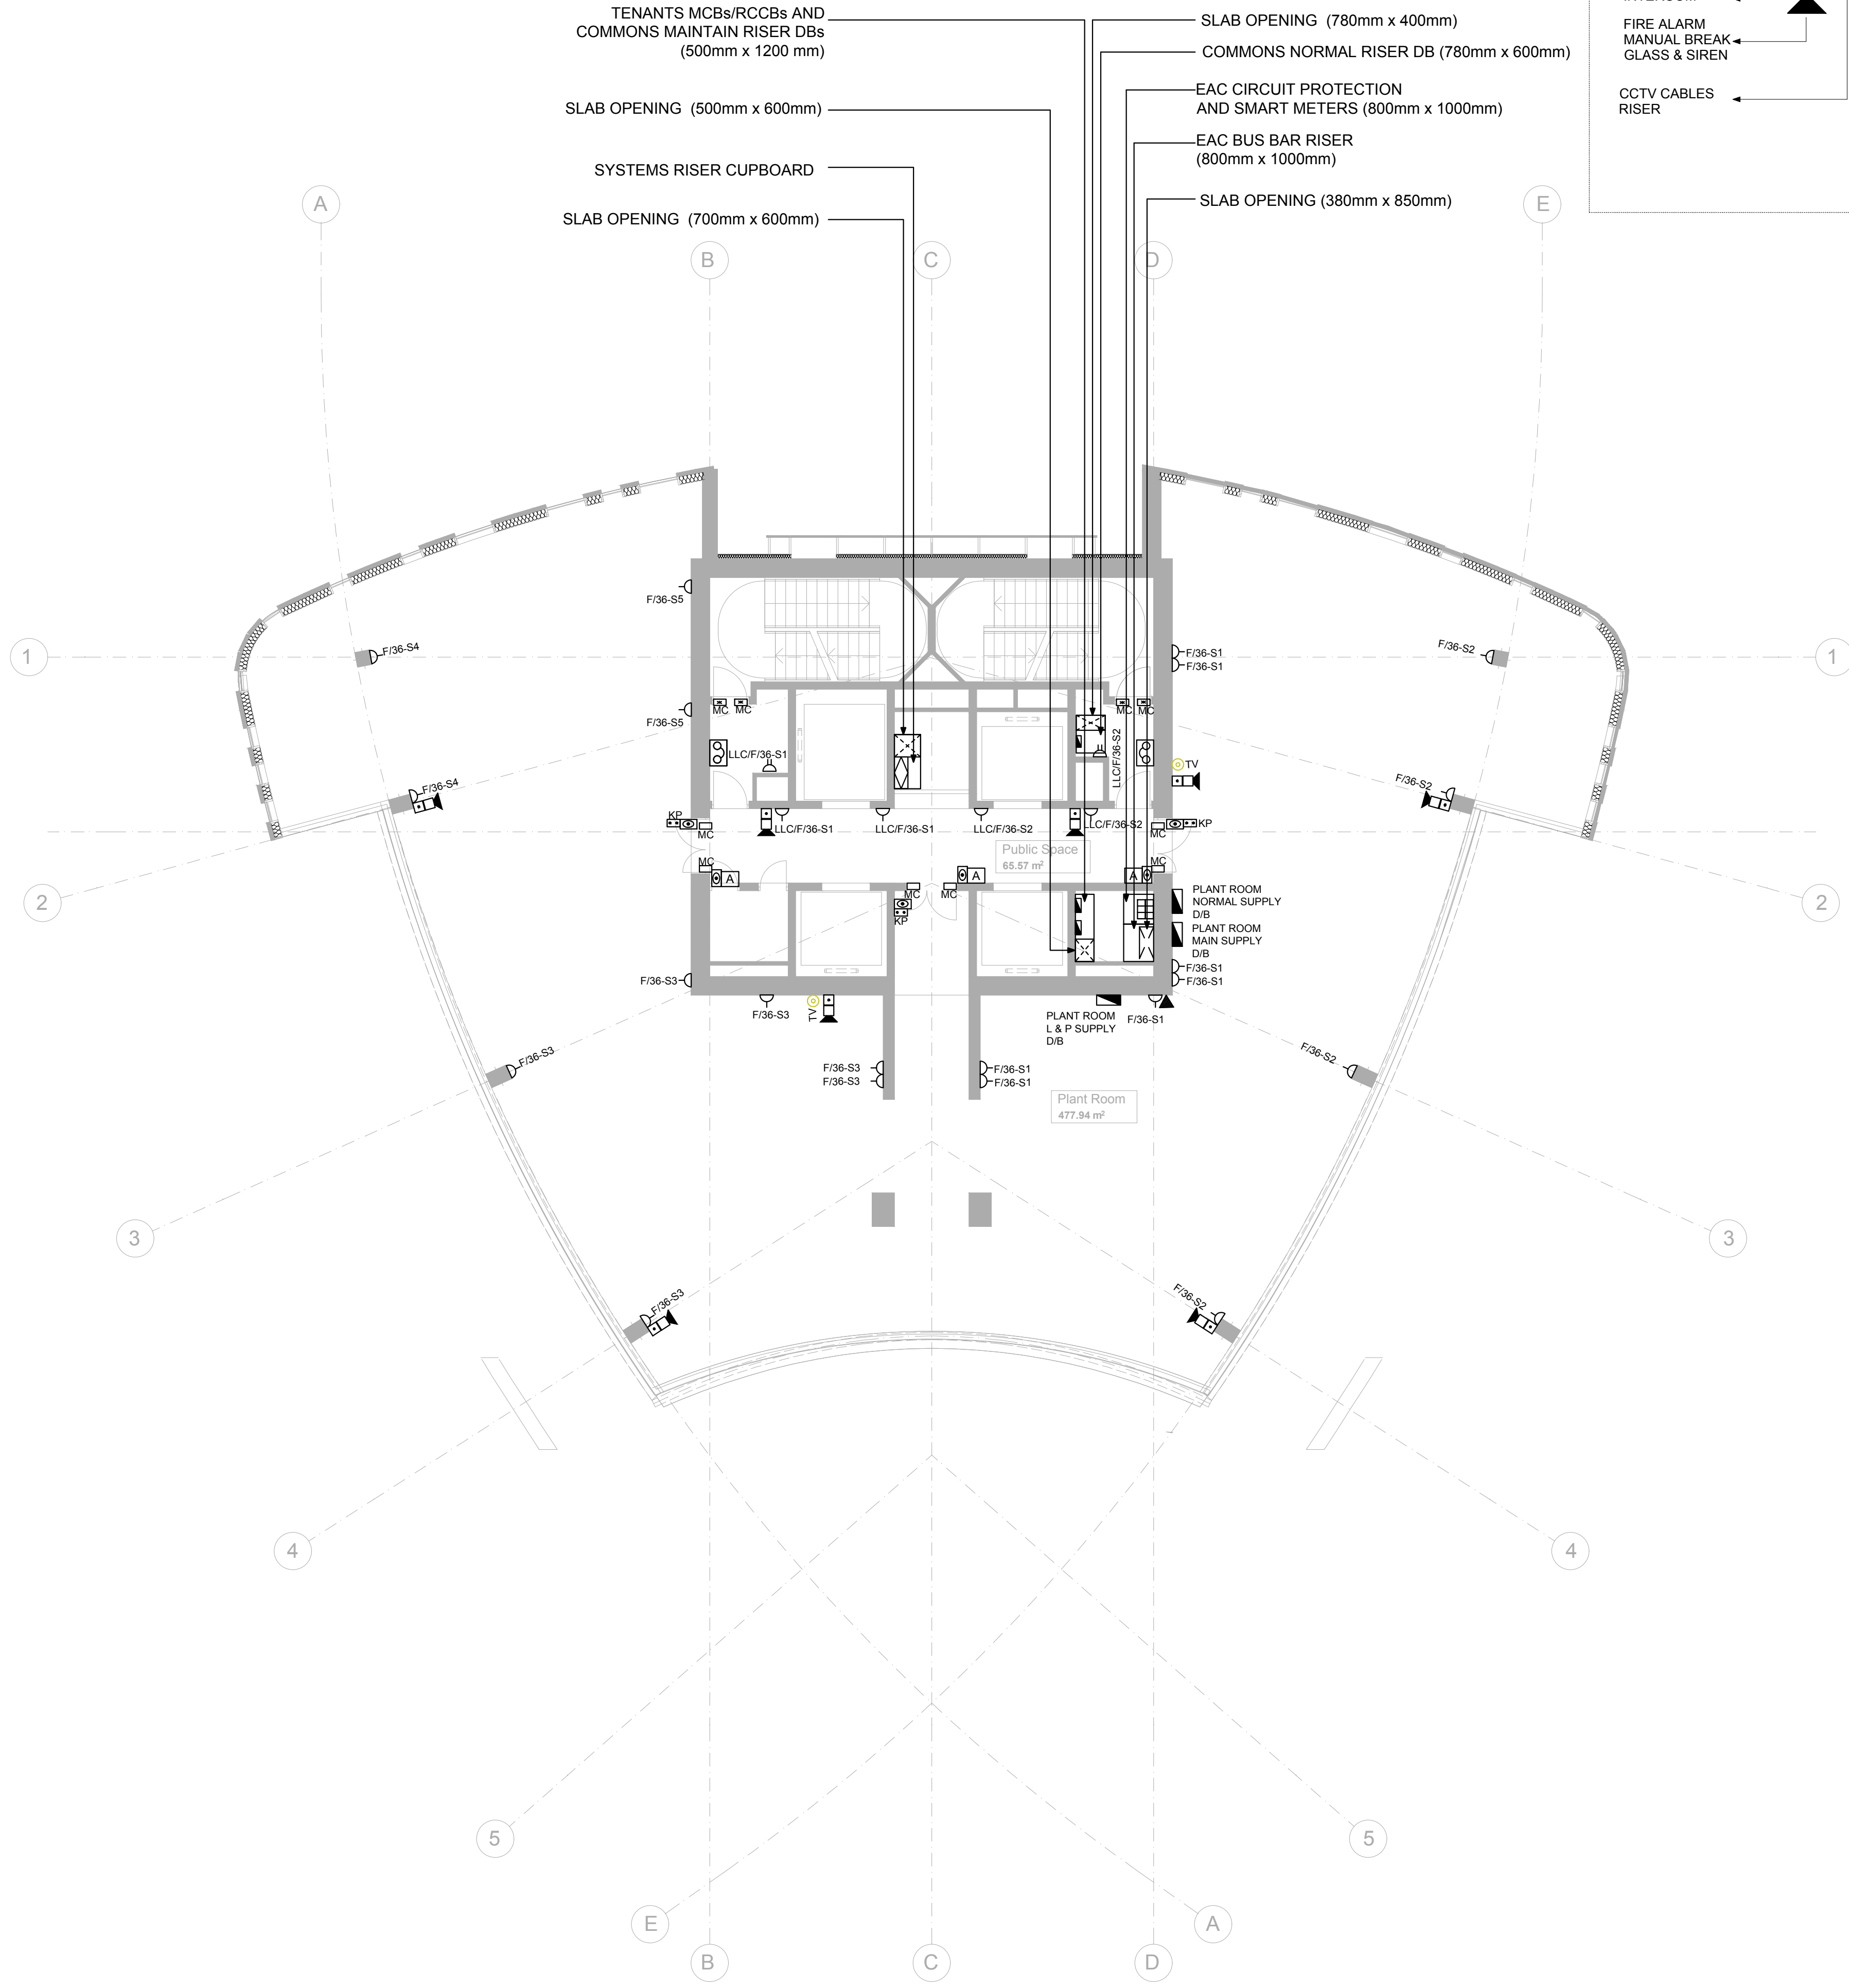 TENANTS MCBs/RCCBs AND
COMMONS MAINTAIN RISER DBs
(500mm x 1200 mm)
SLAB OPENING (500mm x 600mm)
SYSTEMS RISER CUPBOARD
SLAB OPENING (700mm x 600mm)
SLAB OPENING (780mm x 400mm)
COMMONS NORMAL RISER DB (780mm x 600mm)
EAC CIRCUIT PROTECTION
AND SMART METERS (800mm x 1000mm)
EAC BUS BAR RISER
(800mm x 1000mm)
SLAB OPENING (380mm x 850mm)
FIRE ALARM
MANUAL BREAK
GLASS & SIREN
CCTV CABLES
RISER
A
B
C
D
E
F/36-S5
1
F/36-S4
F/36-S1
F/36-S1
F/36-S2
1
F/36-S5
MC
MC
MC
MC
LLC/F/36-S1
LLC/F/36-S2
TV
F/36-S4
F/36-S2
KP
MC
LLC/F/36-S1
LLC/F/36-S1
LLC/F/36-S2
LLC/F/36-S2
MC
KP
Public Space
65.57 m²
MC
A
A
A
MC
MC
MC
KP
2
2
PLANT ROOM
NORMAL SUPPLY
D/B
PLANT ROOM
MAIN SUPPLY
D/B
F/36-S1
F/36-S1
F/36-S3
F/36-S3
TV
PLANT ROOM
L & P SUPPLY
D/B
F/36-S1
F/36-S3
F/36-S3
F/36-S3
F/36-S1
F/36-S1
F/36-S2
Plant Room
477.94 m²
3
3
F/36-S3
F/36-S2
4
4
5
5
E
A
B
C
D